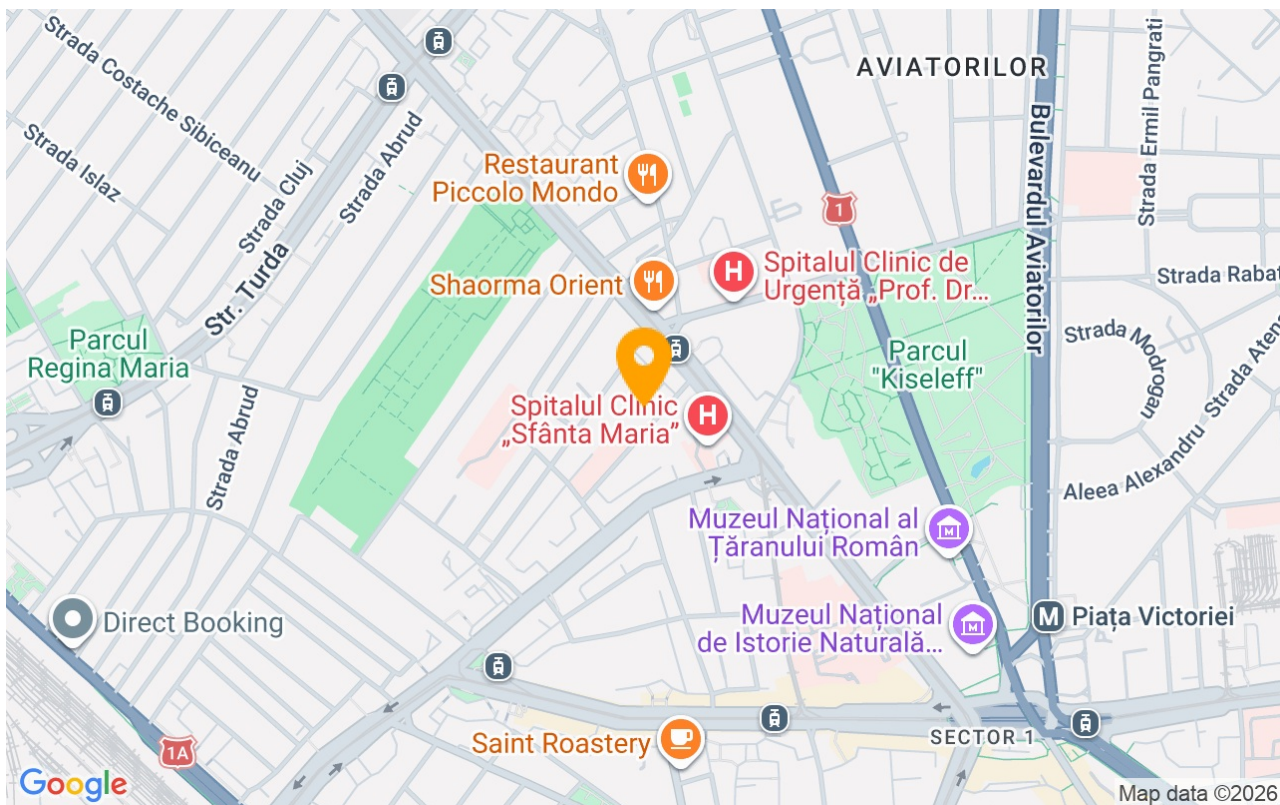 AVIATORILOR
Strada Costache Sibiceanu
Strada Islaz
Strada Cluj
Strada Abrud
Str. Turda
Restaurant
Piccolo Mondo
1
Bulevardul Aviatorilor
Strada Ermil Pangrati
Shaorma Orient
H
Spitalul Clinic de
Urgență „Prof. Dr...
Strada Rabat
Parcul
Regina Maria
Parcul
"Kiseleff"
Strada Modrogan
Strada Atena
Aleea Alexandru
Strada Abrud
Spitalul Clinic
„Sfânta Maria”
H
Muzeul Național al
Țăranului Român
M
Direct Booking
Muzeul Național
de Istorie Naturală...
M
M
Piața Victoriei
Saint Roastery
SECTOR 1
1A
Google
Map data ©2026